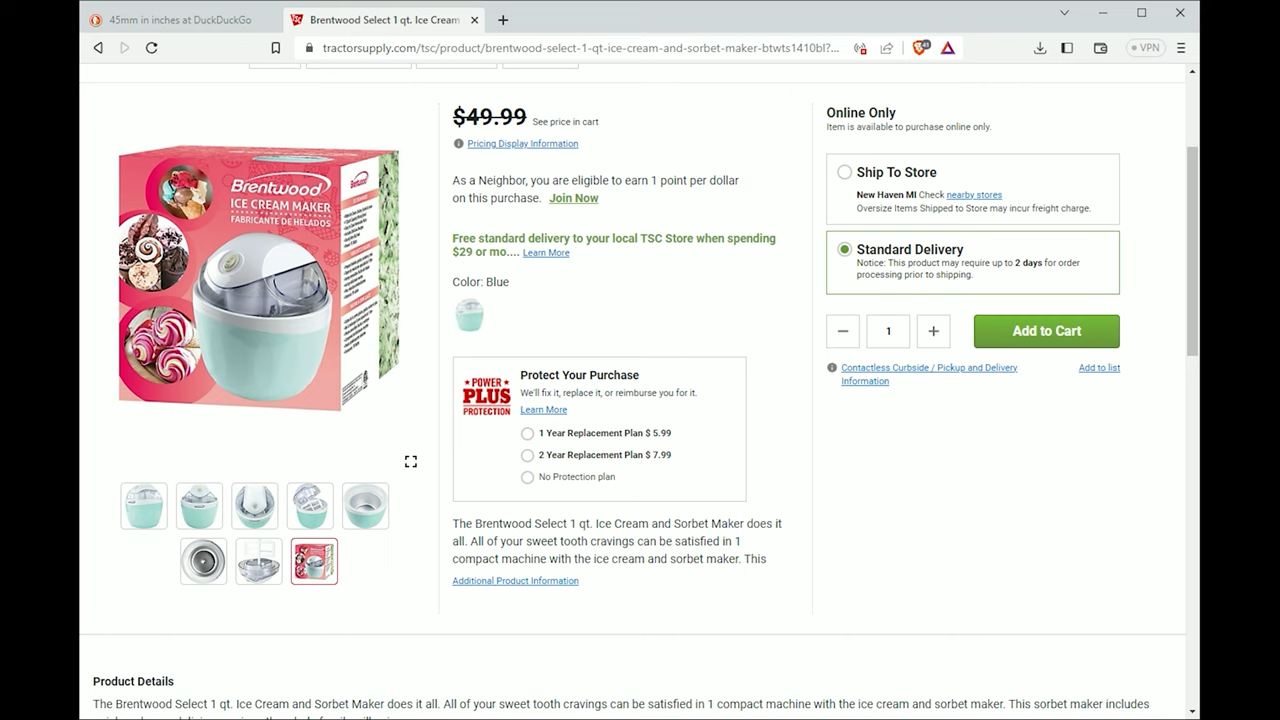 45mm in inches at DuckDuckGo
Brentwood Select 1 qt. Ice Cream
tractorsupply.com/tsc/product/brentwood-select-1-qt-ice-cream-and-sorbet-maker-btwts1410bl?...
VPN
Brentwood
ICE CREAM MAKER
FABRICANTE DE HELADOS
Brentwood
$49.99 See price in cart
Pricing Display Information
As a Neighbor, you are eligible to earn 1 point per dollar
on this purchase. Join Now
Free standard delivery to your local TSC Store when spending
$29 or mo.... Learn More
Color: Blue
POWER
PLUS
PROTECTION
Protect Your Purchase
We'll fix it, replace it, or reimburse you for it.
Learn More
1 Year Replacement Plan $ 5.99
2 Year Replacement Plan $ 7.99
No Protection plan
The Brentwood Select 1 qt. Ice Cream and Sorbet Maker does it
all. All of your sweet tooth cravings can be satisfied in 1
compact machine with the ice cream and sorbet maker. This
Additional Product Information
Online Only
Item is available to purchase online only.
Ship To Store
New Haven MI Check nearby stores
Oversize Items Shipped to Store may incur freight charge.
Standard Delivery
Notice: This product may require up to 2 days for order
processing prior to shipping.
1
Add to Cart
Contactless Curbside / Pickup and Delivery
Information
Add to list
Product Details
The Brentwood Select 1 qt. Ice Cream and Sorbet Maker does it all. All of your sweet tooth cravings can be satisfied in 1 compact machine with the ice cream and sorbet maker. This sorbet maker includes